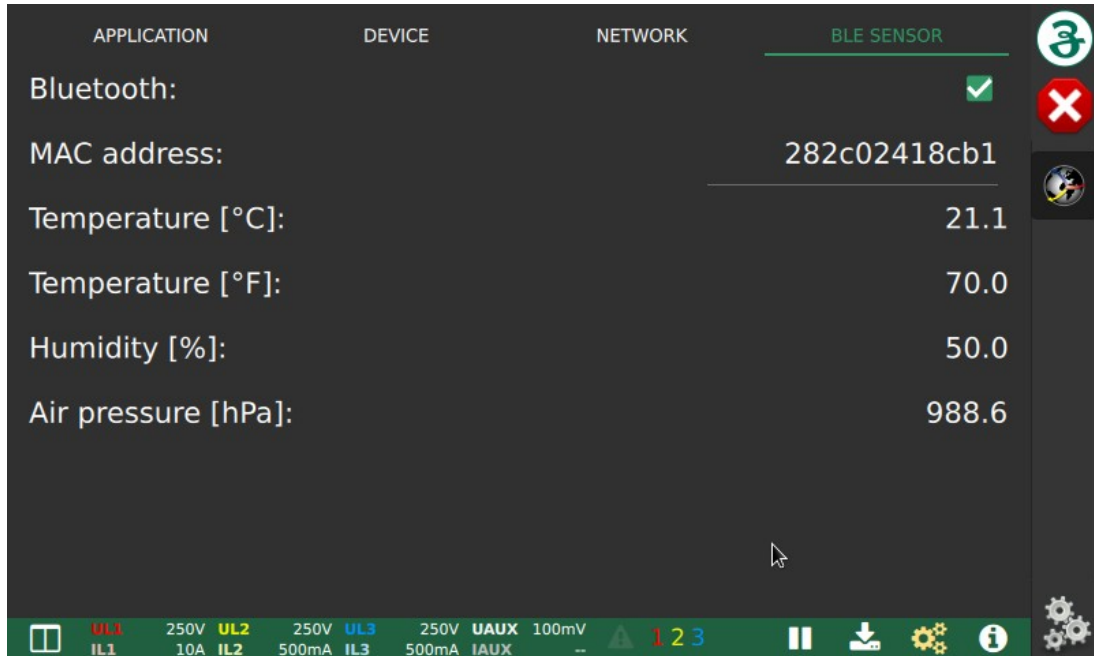 APPLICATION DEVICE NETWORK BLE SENSOR
Bluetooth:
MAC address: 282c02418cb1
Temperature [°C]: 21.1
Temperature [°F]: 70.0
Humidity [%]: 50.0
Air pressure [hPa]: 988.6
UL1 250V UL2 250V UL3 250V UAUX 100mV 1 2 3
IL1 10A IL2 500mA IL3 500mA IAUX --